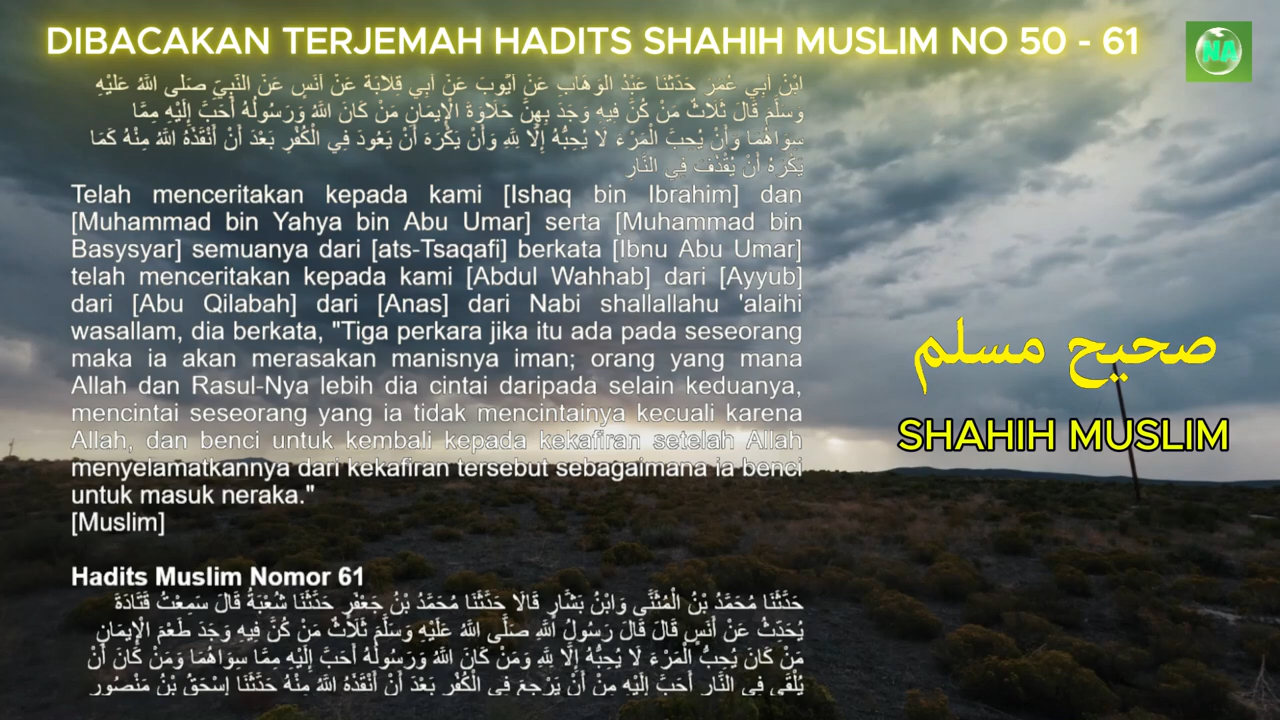 DIBACAKAN TERJEMAH HADITS SHAHIH MUSLIM NO 50 - 61
NA
ابْنُ أَبِي عُمَرَ حَدَّثَنَا عَبْدُ الْوَهَّابِ عَنْ أَيُّوبَ عَنْ أَبِي قِلَابَةَ عَنْ أَنَسٍ عَنْ النَّبِيِّ صَلَّى اللَّهُ عَلَيْهِ
وَسَلَّمَ قَالَ ثَلَاثٌ مَنْ كُنَّ فِيهِ وَجَدَ بِهِنَّ حَلَاوَةَ الْإِيمَانِ مَنْ كَانَ اللَّهُ وَرَسُولُهُ أَحَبَّ إِلَيْهِ مِمَّا
سِوَاهُمَا وَأَنْ يُحِبَّ الْمَرْءَ لَا يُحِبُّهُ إِلَّا لِلَّهِ وَأَنْ يَكْرَهَ أَنْ يَعُودَ فِي الْكُفْرِ بَعْدَ أَنْ أَنْقَذَهُ اللَّهُ مِنْهُ كَمَا
يَكْرَهُ أَنْ يُقْذَفَ فِي النَّارِ
Telah menceritakan kepada kami [Ishaq bin Ibrahim] dan
[Muhammad bin Yahya bin Abu Umar] serta [Muhammad bin
Basysyar] semuanya dari [ats-Tsaqafi] berkata [Ibnu Abu Umar]
telah menceritakan kepada kami [Abdul Wahhab] dari [Ayyub]
dari [Abu Qilabah] dari [Anas] dari Nabi shallallahu 'alaihi
wasallam, dia berkata, "Tiga perkara jika itu ada pada seseorang
maka ia akan merasakan manisnya iman; orang yang mana
Allah dan Rasul-Nya lebih dia cintai daripada selain keduanya,
mencintai seseorang yang ia tidak mencintainya kecuali karena
Allah, dan benci untuk kembali kepada kekafiran setelah Allah
menyelamatkannya dari kekafiran tersebut sebagaimana ia benci
untuk masuk neraka."
[Muslim]
Hadits Muslim Nomor 61
حَدَّثَنَا مُحَمَّدُ بْنُ الْمُثَنَّى وَابْنُ بَشَّارٍ قَالَا حَدَّثَنَا مُحَمَّدُ بْنُ جَعْفَرٍ حَدَّثَنَا شُعْبَةُ قَالَ سَمِعْتُ قَتَادَةَ
يُحَدِّثُ عَنْ أَنَسٍ قَالَ قَالَ رَسُولُ اللَّهِ صَلَّى اللَّهُ عَلَيْهِ وَسَلَّمَ ثَلَاثٌ مَنْ كُنَّ فِيهِ وَجَدَ طَعْمَ الْإِيمَانِ
مَنْ كَانَ يُحِبُّ الْمَرْءَ لَا يُحِبُّهُ إِلَّا لِلَّهِ وَمَنْ كَانَ اللَّهُ وَرَسُولُهُ أَحَبَّ إِلَيْهِ مِمَّا سِوَاهُمَا وَمَنْ كَانَ أَنْ
يُلْقَى فِي النَّارِ أَحَبَّ إِلَيْهِ مِنْ أَنْ يَرْجِعَ فِي الْكُفْرِ بَعْدَ أَنْ أَنْقَذَهُ اللَّهُ مِنْهُ حَدَّثَنَا إِسْحَقُ بْنُ مَنْصُورٍ
صحيح مسلم
SHAHIH MUSLIM